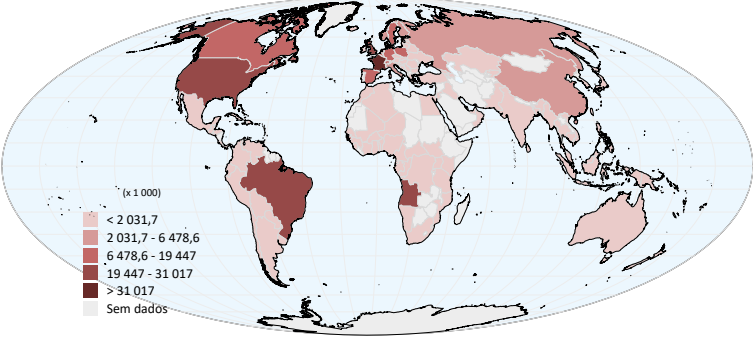 (x 1 000)
< 2 031,7
2 031,7 - 6 478,6
6 478,6 - 19 447
19 447 - 31 017
> 31 017
Sem dados